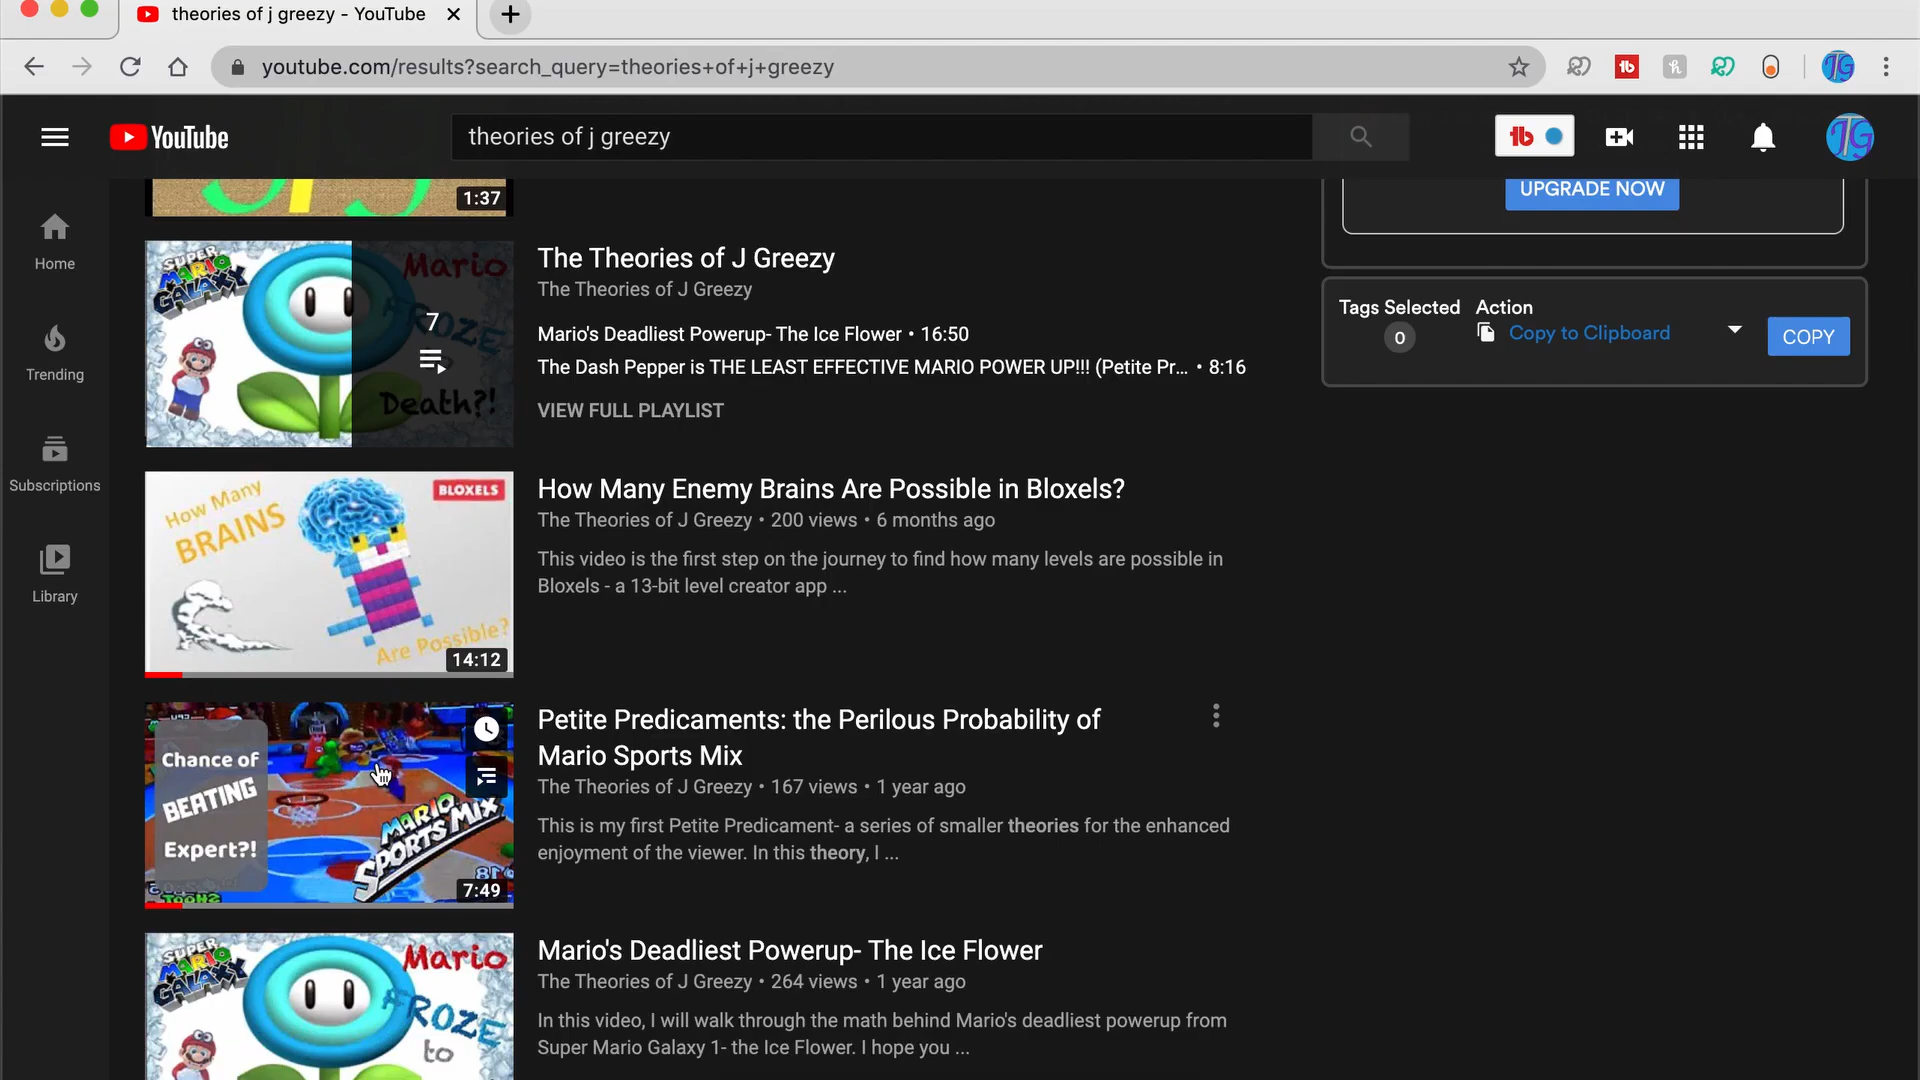 theories of j greezy - YouTube
youtube.com/results?search_query=theories+of+j+greezy
YouTube
theories of j greezy
Home
Trending
Subscriptions
Library
1:37
SUPER
MARIO
GALAXY
Mario
FROZE
Death?!
7
The Theories of J Greezy
The Theories of J Greezy
Mario's Deadliest Powerup- The Ice Flower • 16:50
The Dash Pepper is THE LEAST EFFECTIVE MARIO POWER UP!!! (Petite Pr... • 8:16
VIEW FULL PLAYLIST
UPGRADE NOW
Tags Selected
0
Action
Copy to Clipboard
COPY
How Many
BRAINS
BLOXELS
Are Possible?
14:12
How Many Enemy Brains Are Possible in Bloxels?
The Theories of J Greezy • 200 views • 6 months ago
This video is the first step on the journey to find how many levels are possible in
Bloxels - a 13-bit level creator app ...
Chance of
BEATING
Expert?!
MARIO
SPORTS MIX
7:49
Petite Predicaments: the Perilous Probability of
Mario Sports Mix
The Theories of J Greezy • 167 views • 1 year ago
This is my first Petite Predicament- a series of smaller theories for the enhanced
enjoyment of the viewer. In this theory, I ...
SUPER
MARIO
GALAXY
Mario
FROZE
to
Mario's Deadliest Powerup- The Ice Flower
The Theories of J Greezy • 264 views • 1 year ago
In this video, I will walk through the math behind Mario's deadliest powerup from
Super Mario Galaxy 1- the Ice Flower. I hope you ...